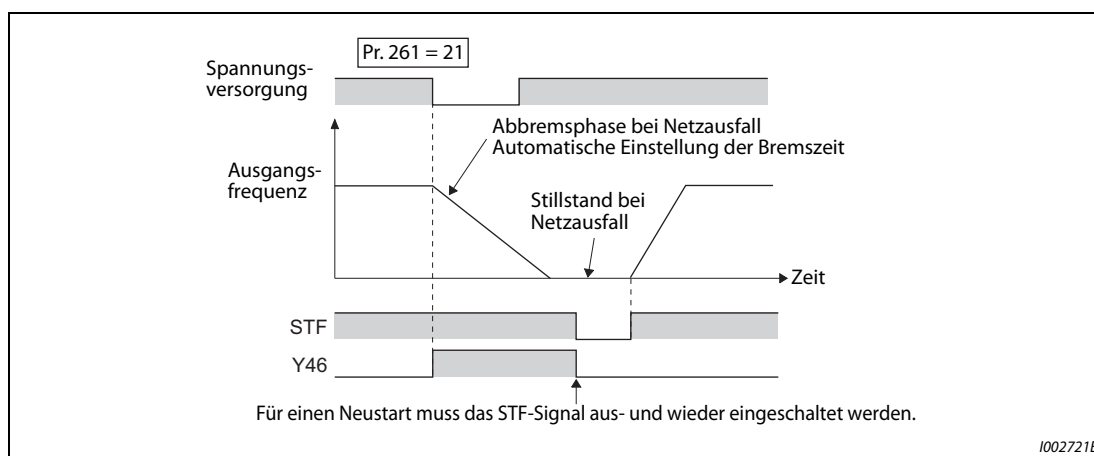 Pr. 261 = 21
Spannungs-
versorgung
Abbremsphase bei Netzausfall
Automatische Einstellung der Bremszeit
Ausgangs-
frequenz
Stillstand bei
Netzausfall
Zeit
STF
Y46
Für einen Neustart muss das STF-Signal aus- und wieder eingeschaltet werden.
I002721E